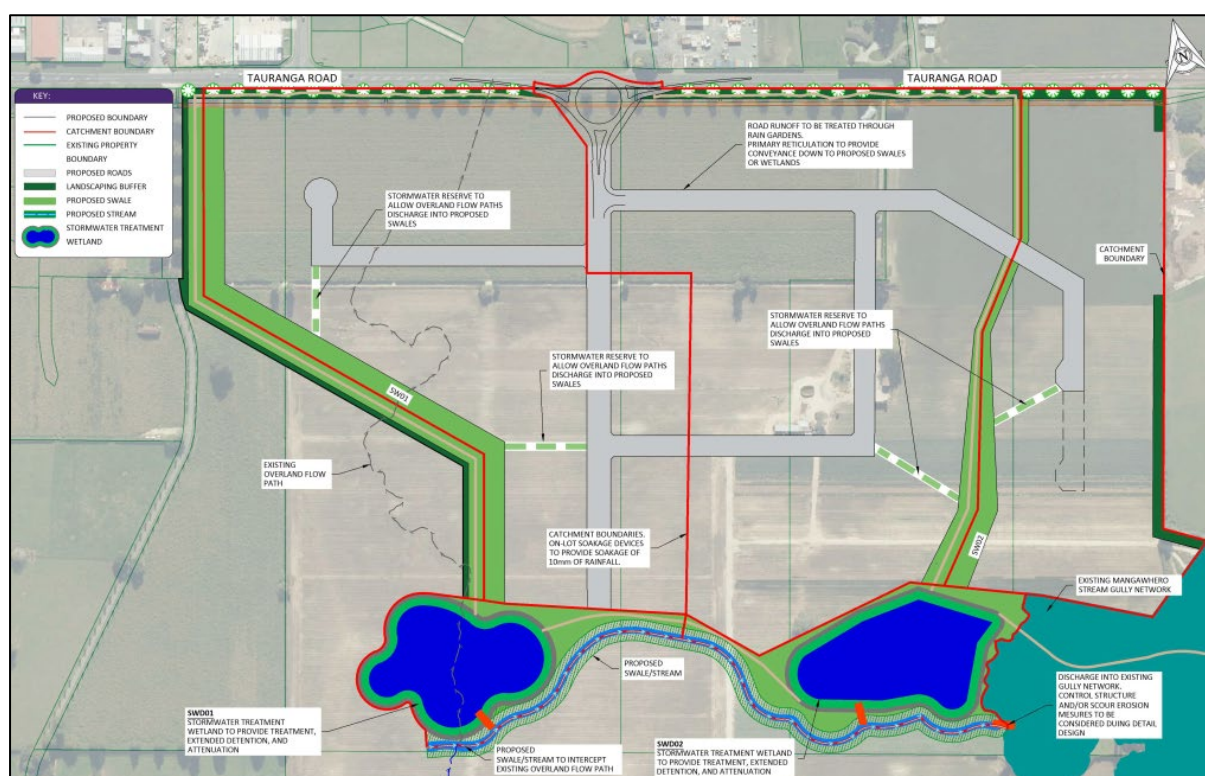 TAURANGA ROAD
TAURANGA ROAD
N
KEY:
PROPOSED BOUNDARY
CATCHMENT BOUNDARY
EXISTING PROPERTY
BOUNDARY
PROPOSED ROADS
LANDSCAPING BUFFER
PROPOSED SWALE
PROPOSED STREAM
STORMWATER TREATMENT
WETLAND
ROAD RUNOFF TO BE TREATED THROUGH
RAIN GARDENS.
PRIMARY RETICULATION TO PROVIDE
CONVEYANCE DOWN TO PROPOSED SWALES
OR WETLANDS
STORMWATER RESERVE TO
ALLOW OVERLAND FLOW PATHS
DISCHARGE INTO PROPOSED
SWALES
CATCHMENT
BOUNDARY
STORMWATER RESERVE TO
ALLOW OVERLAND FLOW PATHS
DISCHARGE INTO PROPOSED
SWALES
STORMWATER RESERVE TO
ALLOW OVERLAND FLOW PATHS
DISCHARGE INTO PROPOSED
SWALES
SW01
EXISTING
OVERLAND FLOW
PATH
CATCHMENT BOUNDARIES.
ON-LOT SOAKAGE DEVICES
TO PROVIDE SOAKAGE OF
10mm OF RAINFALL.
SW02
EXISTING MANGAWHERO
STREAM GULLY NETWORK
PROPOSED
SWALE/STREAM
DISCHARGE INTO EXISTING
GULLY NETWORK.
CONTROL STRUCTURE
AND/OR SCOUR EROSION
MESURES TO BE
CONSIDERED DUING DETAIL
DESIGN
SWD01
STORMWATER TREATMENT
WETLAND TO PROVIDE TREATMENT,
EXTENDED DETENTION, AND
ATTENUATION
PROPOSED
SWALE/STREAM TO INTERCEPT
EXISTING OVERLAND FLOW PATH
SWD02
STORMWATER TREATMENT WETLAND
TO PROVIDE TREATMENT, EXTENDED
DETENTION, AND ATTENUATION